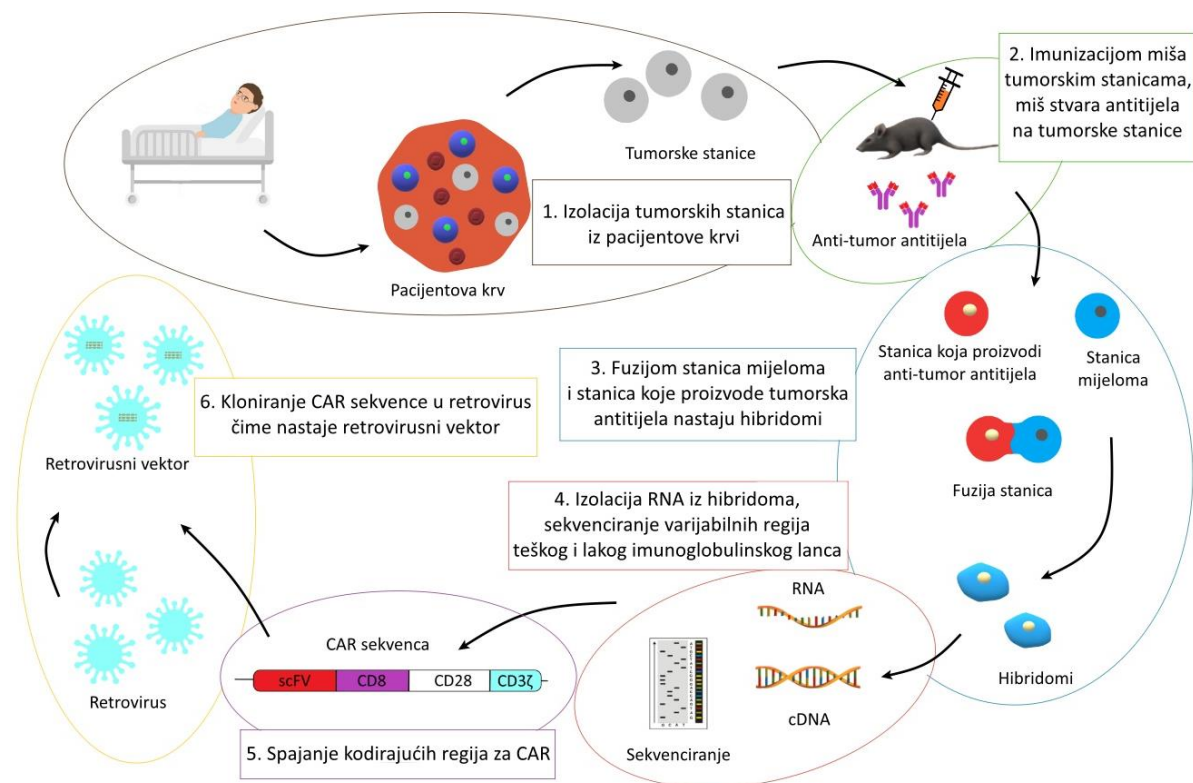 Tumorske stanice
Pacijentova krv
1. Izolacija tumorskih stanica
iz pacijentove krvi
2. Imunizacijom miša
tumorskim stanicama,
miš stvara antitijela
na tumorske stanice
Anti-tumor antitijela
Stanica koja proizvodi
anti-tumor antitijela
Stanica
mijeloma
3. Fuzijom stanica mijeloma
i stanica koje proizvode tumorska
antitijela nastaju hibridomi
Fuzija stanica
Hibridomi
4. Izolacija RNA iz hibridoma,
sekvenciranje varijabilnih regija
teškog i lakog imunoglobulinskog lanca
RNA
cDNA
Sekvenciranje
CAR sekvenca
scFV CD8 CD28 CD3ζ
5. Spajanje kodirajućih regija za CAR
6. Kloniranje CAR sekvence u retrovirus
čime nastaje retrovirusni vektor
Retrovirusni vektor
Retrovirus